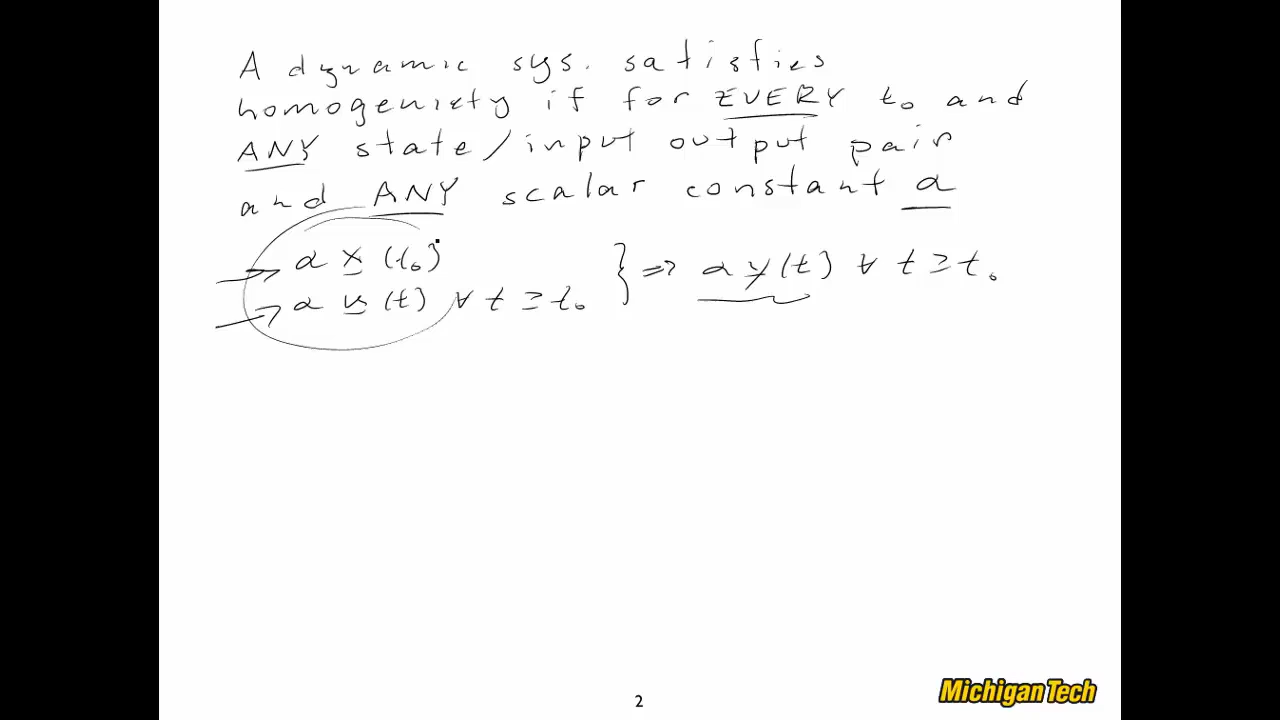 A dynamic sys. satisfies
homogeniety if for EVERY t₀ and
ANY state/input output pair
and ANY scalar constant α
α x (t₀)
α u (t) ∀ t ≥ t₀ } ⇒ α y (t) ∀ t ≥ t₀
2
Michigan Tech